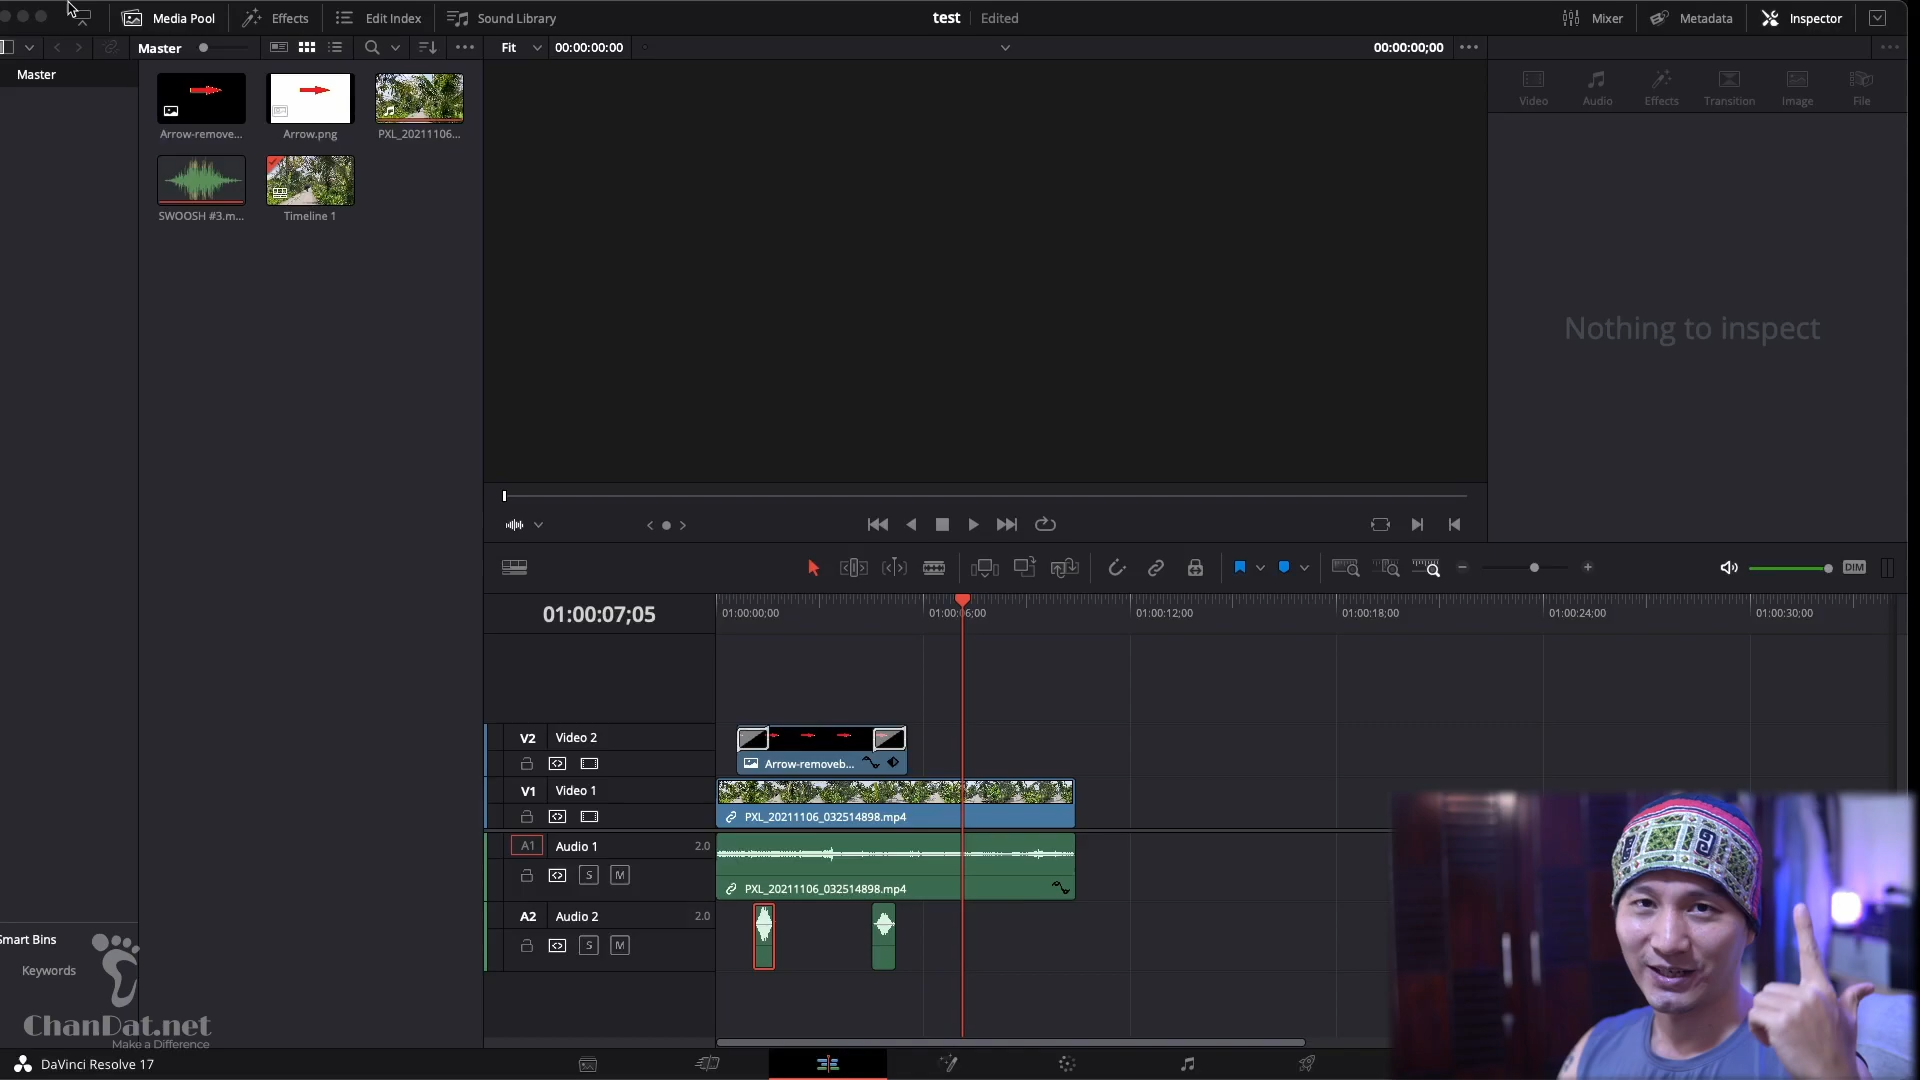 Media Pool
Effects
Edit Index
Sound Library
test
Edited
Mixer
Metadata
Inspector
Master
Fit
00:00:00:00
00:00:00;00
Master
Arrow-remove...
Arrow.png
PXL_20211106...
SWOOSH #3.m...
Timeline 1
Video
Audio
Effects
Transition
Image
File
Nothing to inspect
DIM
01:00:07;05
01:00:00;00
01:00:06;00
01:00:12;00
01:00:18;00
01:00:24;00
01:00:30;00
V2
Video 2
Arrow-removeb...
V1
Video 1
PXL_20211106_032514898.mp4
A1
Audio 1
2.0
S
M
PXL_20211106_032514898.mp4
A2
Audio 2
2.0
S
M
Smart Bins
Keywords
ChanDat.net
Make a Difference
DaVinci Resolve 17